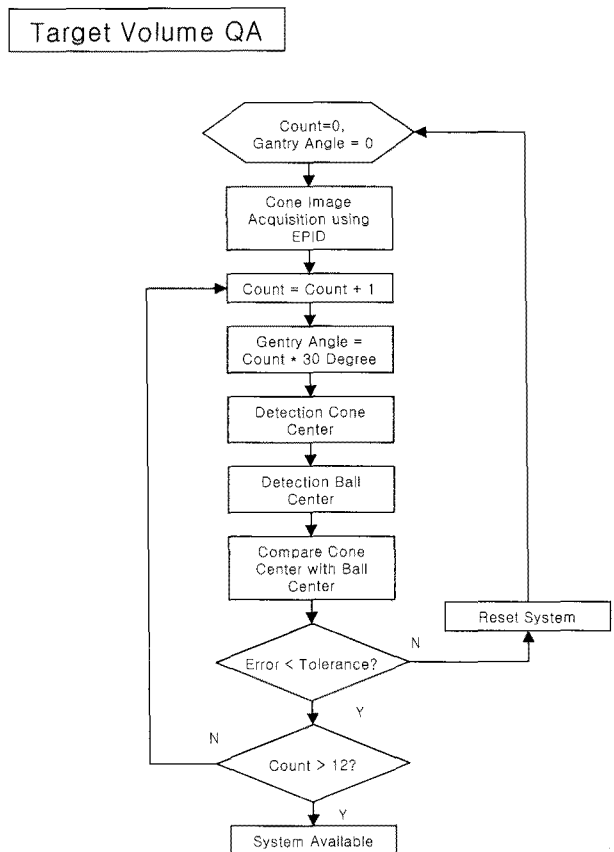 Target Volume QA
Count=0,
Gantry Angle = 0
Cone Image
Acquisition using
EPID
Count = Count + 1
Gentry Angle =
Count * 30 Degree
Detection Cone
Center
Detection Ball
Center
Compare Cone
Center with Ball
Center
Reset System
N
Error < Tolerance?
Y
N
Count > 12?
Y
System Available